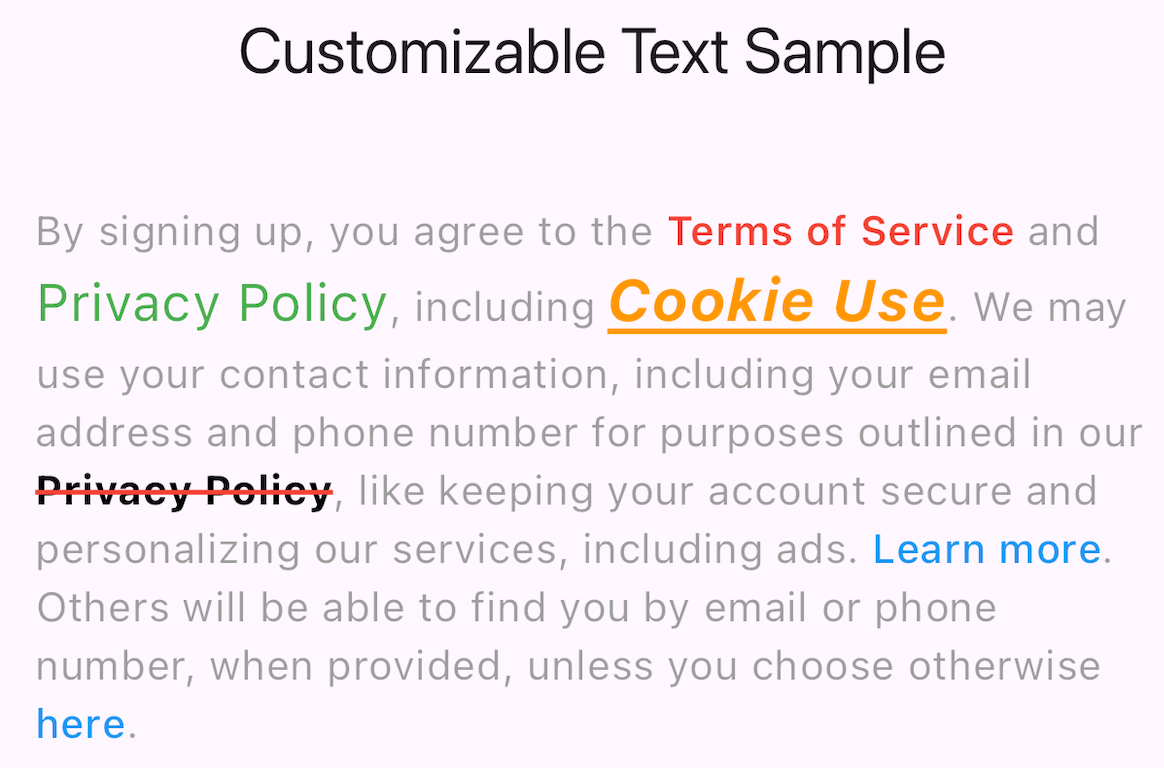 Customizable Text Sample
By signing up, you agree to the Terms of Service and
Privacy Policy, including Cookie Use. We may
use your contact information, including your email
address and phone number for purposes outlined in our
Privacy Policy, like keeping your account secure and
personalizing our services, including ads. Learn more.
Others will be able to find you by email or phone
number, when provided, unless you choose otherwise
here.